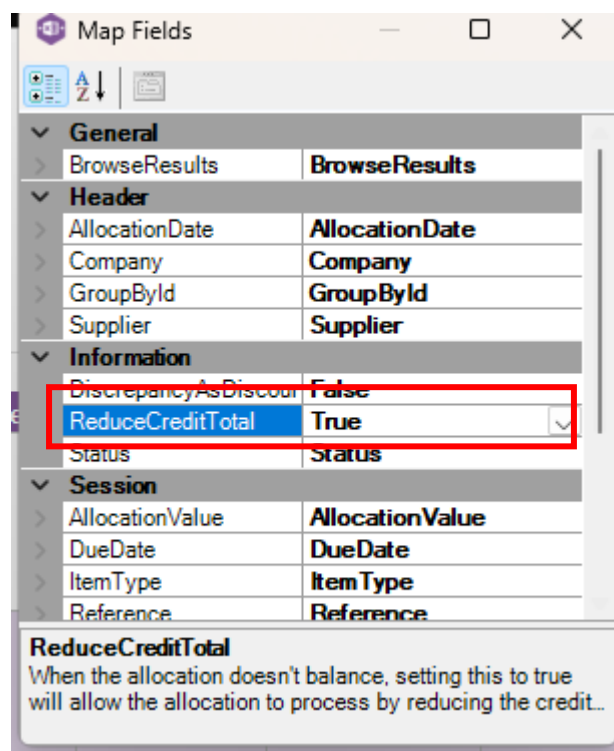 Map Fields
General
BrowseResults BrowseResults
Header
AllocationDate AllocationDate
Company Company
GroupById GroupById
Supplier Supplier
Information
DiscrepancyAsDiscour False
ReduceCreditTotal True
Status Status
Session
AllocationValue AllocationValue
DueDate DueDate
ItemType ItemType
Reference Reference
ReduceCreditTotal
When the allocation doesn't balance, setting this to true
will allow the allocation to process by reducing the credit...